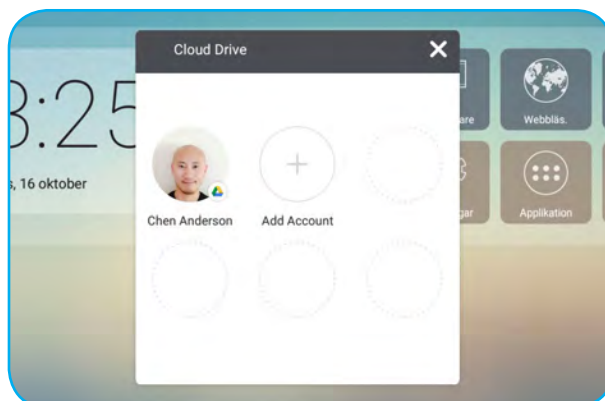 Cloud Drive
3:25
s, 16 oktober
are
Webbläs.
gar
Applikation
Chen Anderson
Add Account